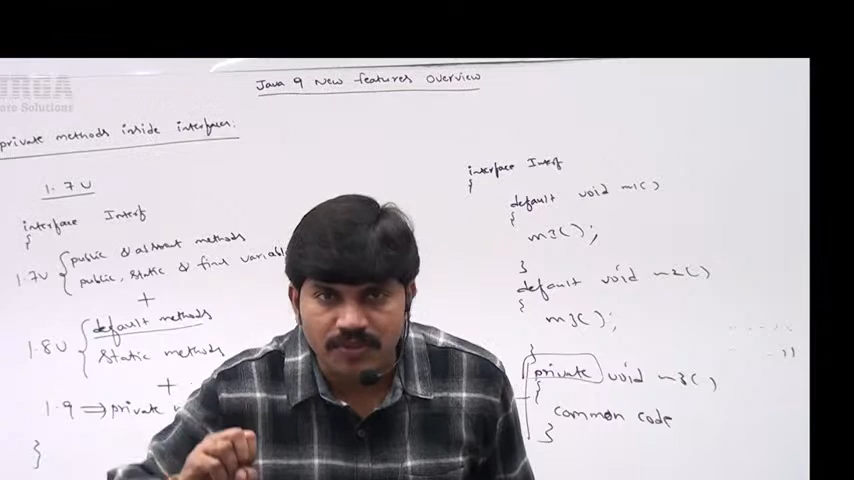 Java 9 New features Overview
Solutions
private methods inside interfaces:
1.7 V
interface Interf
{
1.7V { public & abstract methods
public, static & final
+
1.8V { default methods
static methods
+
1.9 ⇒ private
}
interface Interf
{
default void m1()
{
m3();
}
default void m2()
{
m3();
}
private void m3()
{
common code
}